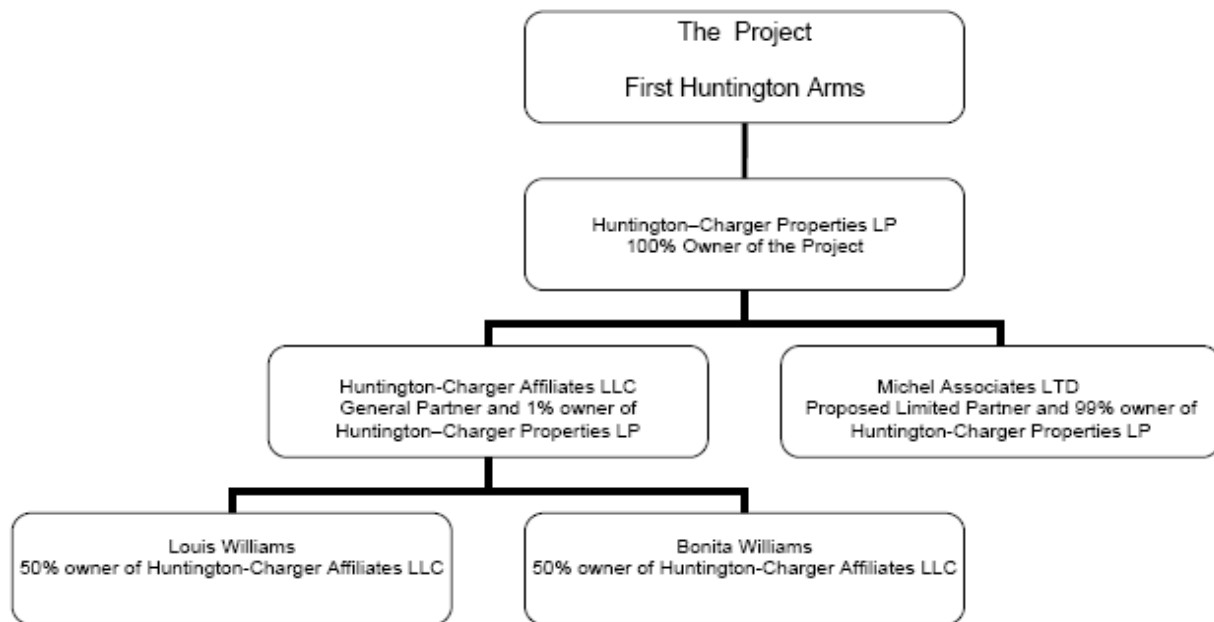 The Project
First Huntington Arms
Huntington–Charger Properties LP
100% Owner of the Project
Huntington-Charger Affiliates LLC
General Partner and 1% owner of
Huntington–Charger Properties LP
Michel Associates LTD
Proposed Limited Partner and 99% owner of
Huntington-Charger Properties LP
Louis Williams
50% owner of Huntington-Charger Affiliates LLC
Bonita Williams
50% owner of Huntington-Charger Affiliates LLC